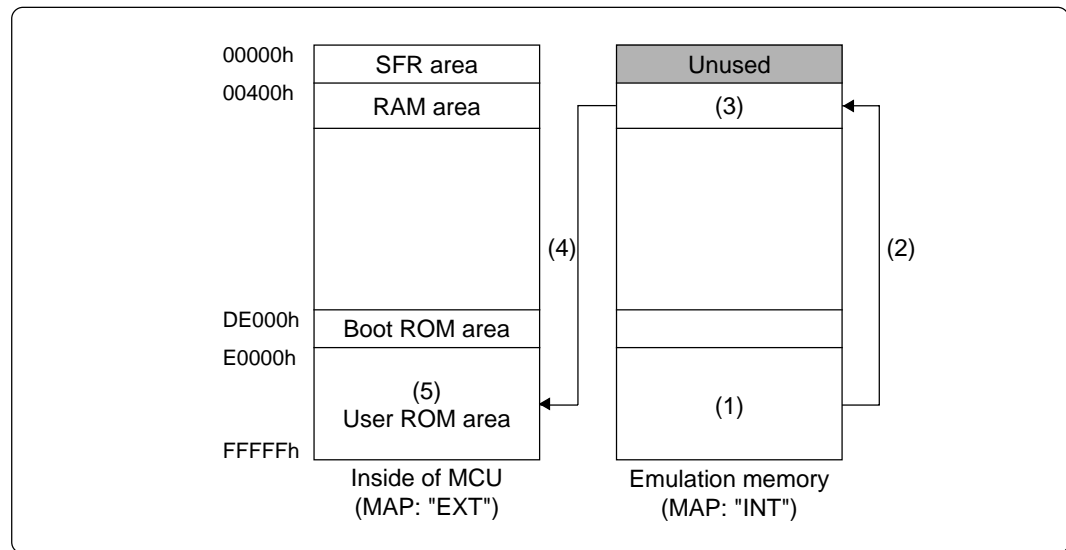 00000h
SFR area
Unused
00400h
RAM area
(3)
(4)
(2)
DE000h
Boot ROM area
E0000h
(5)
User ROM area
(1)
FFFFFh
Inside of MCU
(MAP: "EXT")
Emulation memory
(MAP: "INT")